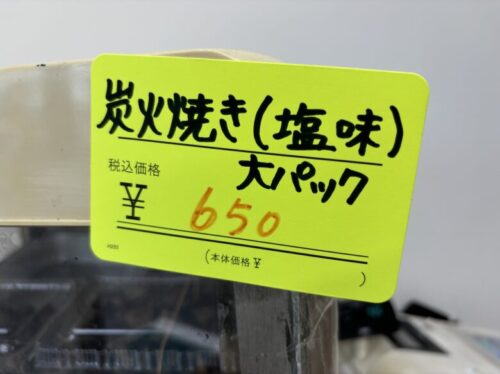 炭火焼き(塩味)
大パック
税込価格
¥ 650
(本体価格 ¥ )